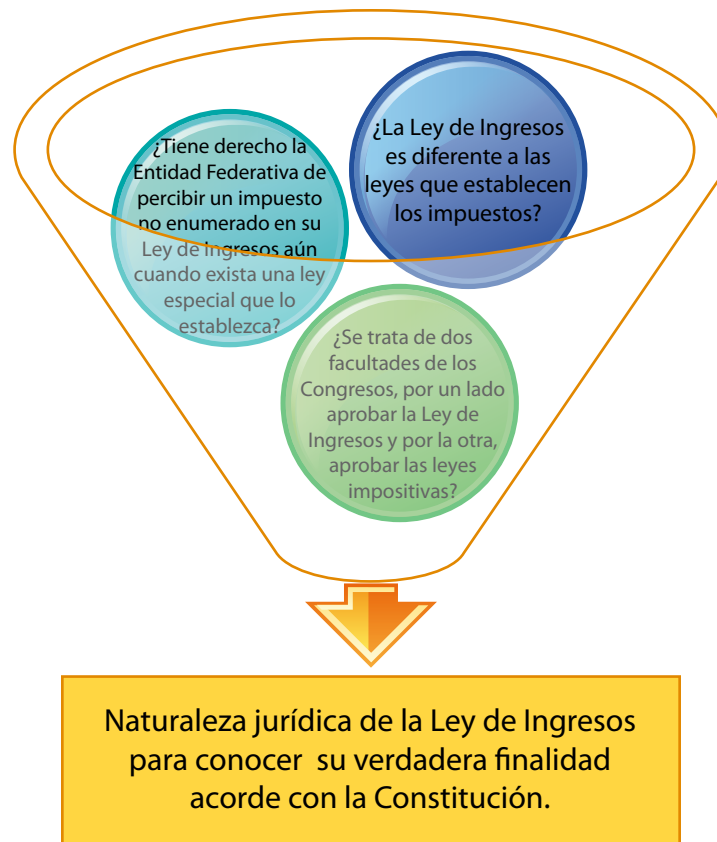 ¿Tiene derecho la
Entidad Federativa de
percibir un impuesto
no enumerado en su
Ley de Ingresos aún
cuando exista una ley
especial que lo
establezca?
¿La Ley de Ingresos
es diferente a las
leyes que establecen
los impuestos?
¿Se trata de dos
facultades de los
Congresos, por un lado
aprobar la Ley de
Ingresos y por la otra,
aprobar las leyes
impositivas?
Naturaleza jurídica de la Ley de Ingresos
para conocer su verdadera finalidad
acorde con la Constitución.